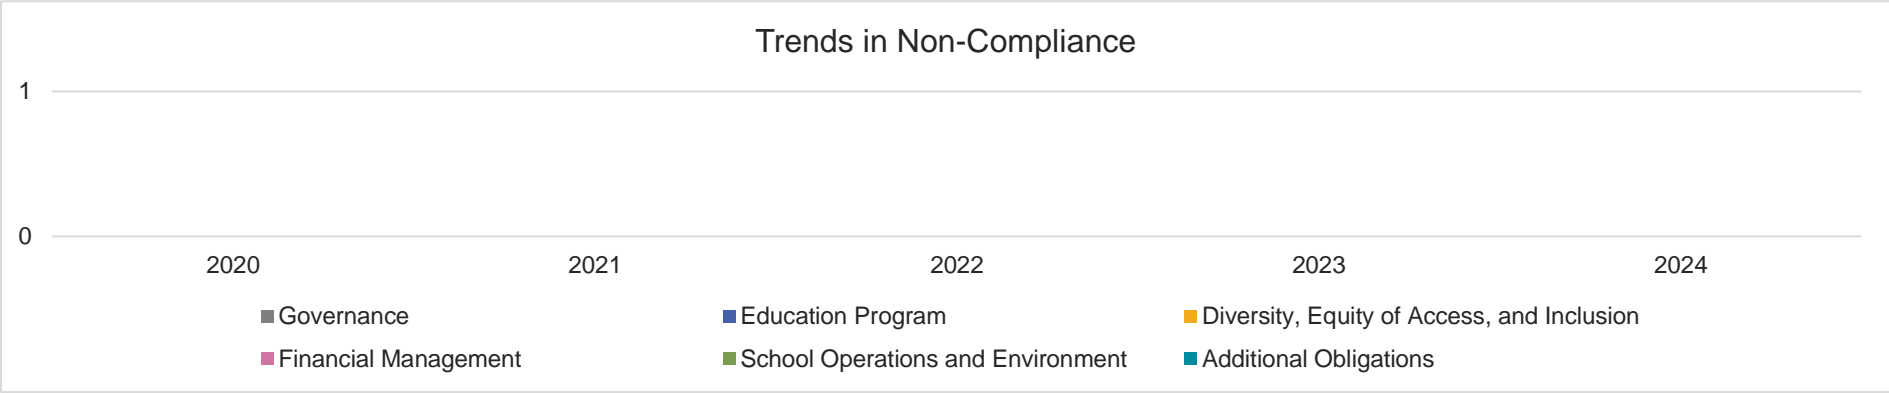 Trends in Non-Compliance
1
0
2020 2021 2022 2023 2024
Governance Education Program Diversity, Equity of Access, and Inclusion
Financial Management School Operations and Environment Additional Obligations